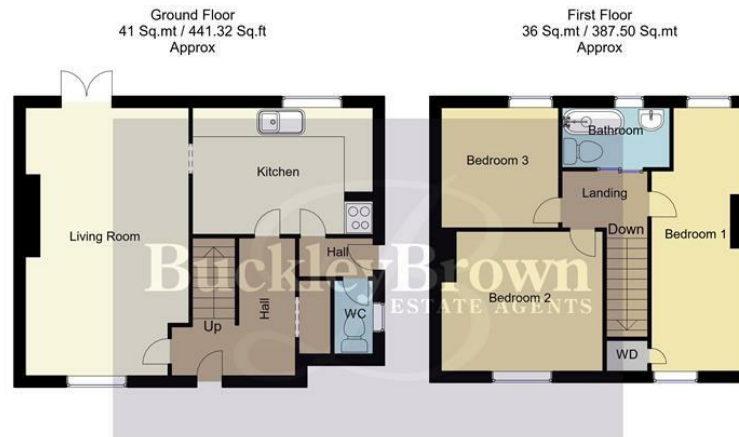 Ground Floor
41 Sq.mt / 441.32 Sq.ft
Approx
First Floor
36 Sq.mt / 387.50 Sq.mt
Approx
Living Room
Kitchen
Hall
Hall
Up
WC
Bedroom 3
Bathroom
Landing
Down
Bedroom 1
Bedroom 2
WD
BuckleyBrown
ESTATE AGENTS